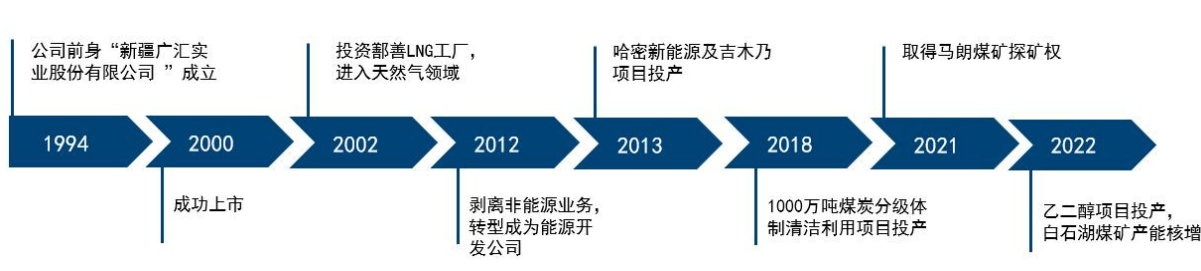 公司前身“新疆广汇实
业股份有限公司 ”成立
投资鄯善LNG工厂，
进入天然气领域
哈密新能源及吉木乃
项目投产
取得马朗煤矿探矿权
1994
2000
2002
2012
2013
2018
2021
2022
成功上市
剥离非能源业务，
转型成为能源开
发公司
1000万吨煤炭分级体
制清洁利用项目投产
乙二醇项目投产，
白石湖煤矿产能核增